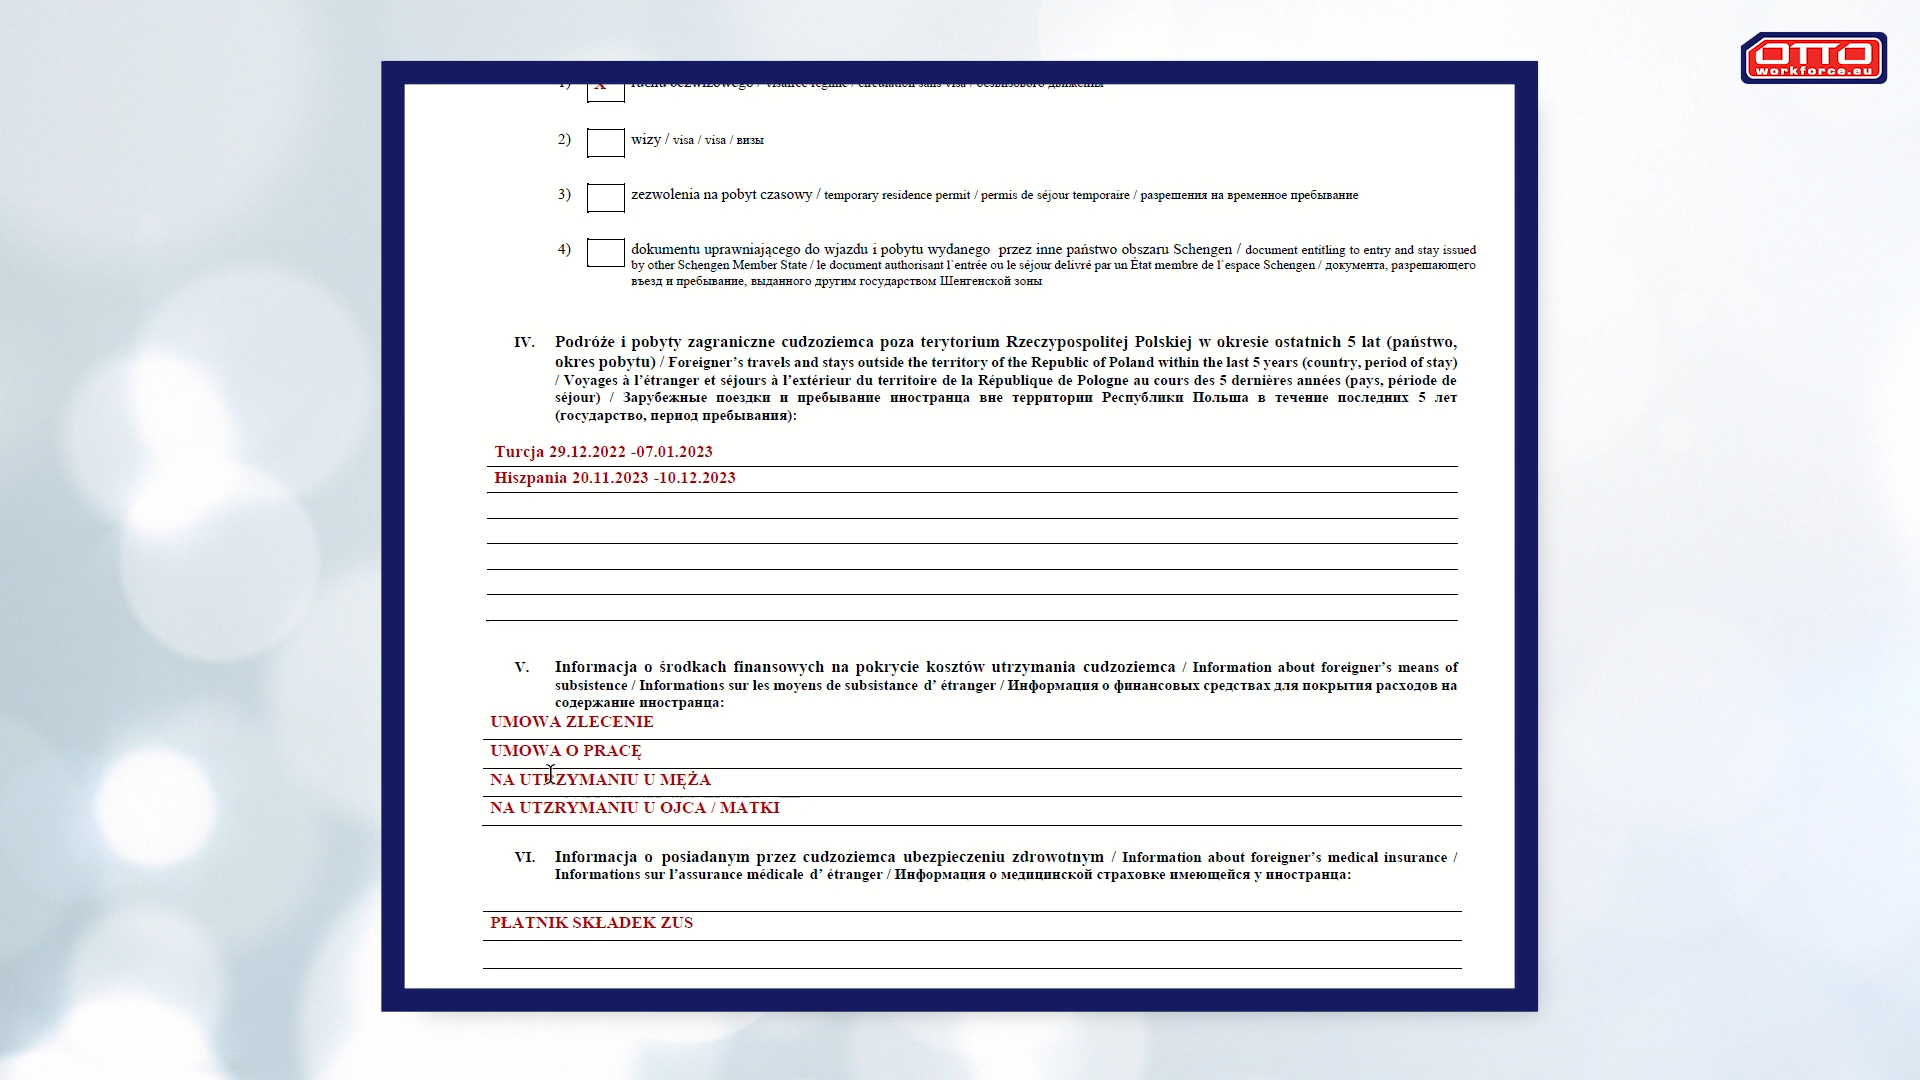 OTTO
workforce.eu
1) X ruchu bezwizowego / visafree regime / circulation sans visa / безвизового движения
2) wizy / visa / visa / визы
3) zezwolenia na pobyt czasowy / temporary residence permit / permis de séjour temporaire / разрешения на временное пребывание
4) dokumentu uprawniającego do wjazdu i pobytu wydanego przez inne państwo obszaru Schengen / document entitling to entry and stay issued
by other Schengen Member State / le document authorisant l`entrée ou le séjour delivré par un État membre de l`espace Schengen / документа, разрешающего
въезд и пребывание, выданного другим государством Шенгенской зоны
IV. Podróże i pobyty zagraniczne cudzoziemca poza terytorium Rzeczypospolitej Polskiej w okresie ostatnich 5 lat (państwo,
okres pobytu) / Foreigner's travels and stays outside the territory of the Republic of Poland within the last 5 years (country, period of stay)
/ Voyages à l'étranger et séjours à l'extérieur du territoire de la République de Pologne au cours des 5 dernières années (pays, période de
séjour) / Зарубежные поездки и пребывание иностранца вне территории Республики Польша в течение последних 5 лет
(государство, период пребывания):
Turcja 29.12.2022 -07.01.2023
Hiszpania 20.11.2023 -10.12.2023
V. Informacja o środkach finansowych na pokrycie kosztów utrzymania cudzoziemca / Information about foreigner's means of
subsistence / Informations sur les moyens de subsistance d' étranger / Информация о финансовых средствах для покрытия расходов на
содержание иностранца:
UMOWA ZLECENIE
UMOWA O PRACĘ
NA UTRZYMANIU U MĘŻA
NA UTZRYMANIU U OJCA / MATKI
VI. Informacja o posiadanym przez cudzoziemca ubezpieczeniu zdrowotnym / Information about foreigner's medical insurance /
Informations sur l'assurance médicale d' étranger / Информация о медицинской страховке имеющейся у иностранца:
PŁATNIK SKŁADEK ZUS